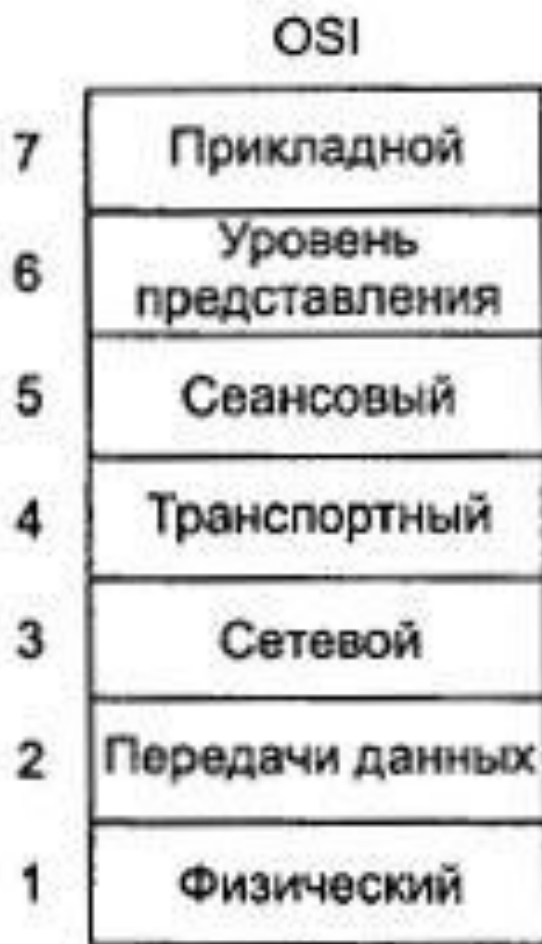 OSI
7 Прикладной
6 Уровень
представления
5 Сеансовый
4 Транспортный
3 Сетевой
2 Передачи данных
1 Физический